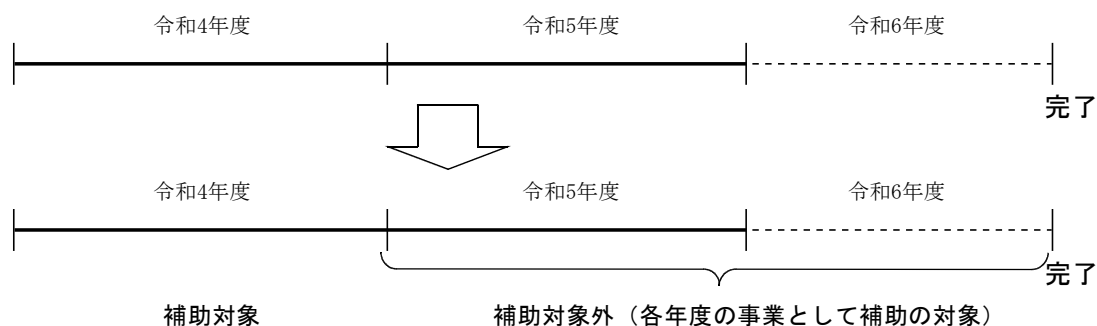 令和4年度 令和5年度 令和6年度
完了
令和4年度 令和5年度 令和6年度
完了
補助対象 補助対象外（各年度の事業として補助の対象）